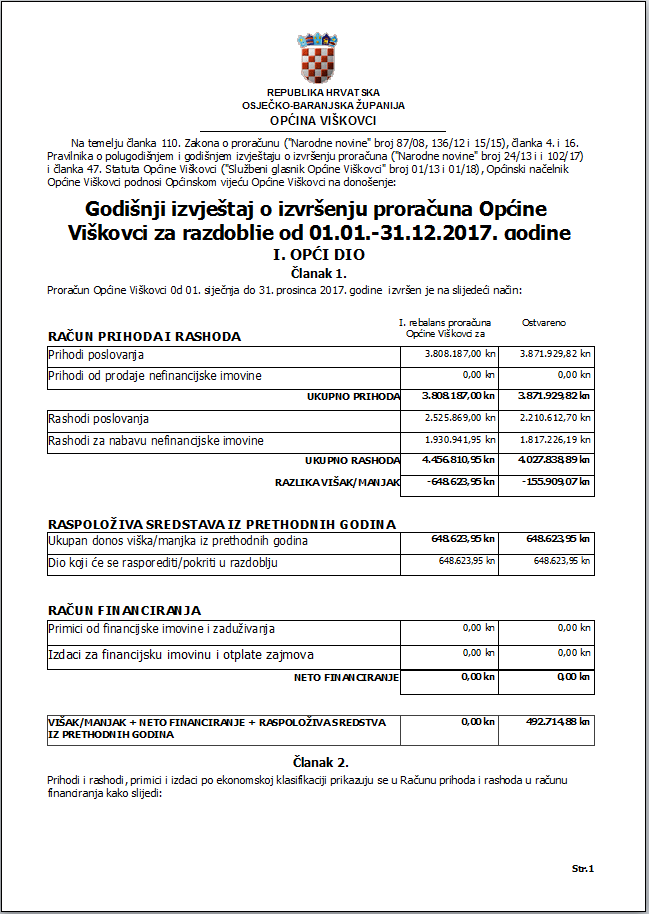 REPUBLIKA HRVATSKA
OSJEČKO-BARANJSKA ŽUPANIJA
OPĆINA VIŠKOVCI
Na temelju članka 110. Zakona o proračunu ("Narodne novine" broj 87/08, 136/12 i 15/15), članka 4. i 16.
Pravilnika o polugodišnjem i godišnjem izvještaju o izvršenju proračuna ("Narodne novine" broj 24/13 i i 102/17)
i članka 47. Statuta Općine Viškovci ("Službeni glasnik Općine Viškovci" broj 01/13 i 01/18), Općinski načelnik
Općine Viškovci podnosi Općinskom vijeću Općine Viškovci na donošenje:
Godišnji izvještaj o izvršenju proračuna Općine
Viškovci za razdoblje od 01.01.-31.12.2017. godine
I. OPĆI DIO
Članak 1.
Proračun Općine Viškovci 0d 01. siječnja do 31. prosinca 2017. godine izvršen je na slijedeći način:
I. rebalans proračuna Ostvareno
RAČUN PRIHODA I RASHODA Općine Viškovci za
Prihodi poslovanja 3.808.187,00 kn 3.871.929,82 kn
Prihodi od prodaje nefinancijske imovine 0,00 kn 0,00 kn
UKUPNO PRIHODA 3.808.187,00 kn 3.871.929,82 kn
Rashodi poslovanja 2.525.869,00 kn 2.210.612,70 kn
Rashodi za nabavu nefinancijske imovine 1.930.941,95 kn 1.817.226,19 kn
UKUPNO RASHODA 4.456.810,95 kn 4.027.838,89 kn
RAZLIKA VIŠAK/MANJAK -648.623,95 kn -155.909,07 kn
RASPOLOŽIVA SREDSTAVA IZ PRETHODNIH GODINA
Ukupan donos viška/manjka iz prethodnih godina 648.623,95 kn 648.623,95 kn
Dio koji će se rasporediti/pokriti u razdoblju 648.623,95 kn 648.623,95 kn
RAČUN FINANCIRANJA
Primici od financijske imovine i zaduživanja 0,00 kn 0,00 kn
Izdaci za financijsku imovinu i otplate zajmova 0,00 kn 0,00 kn
NETO FINANCIRANJE 0,00 kn 0,00 kn
VIŠAK/MANJAK + NETO FINANCIRANJE + RASPOLOŽIVA SREDSTVA 0,00 kn 492.714,88 kn
IZ PRETHODNIH GODINA
Članak 2.
Prihodi i rashodi, primici i izdaci po ekonomskoj klasifikaciji prikazuju se u Računu prihoda i rashoda u računu
financiranja kako slijedi:
Str.1